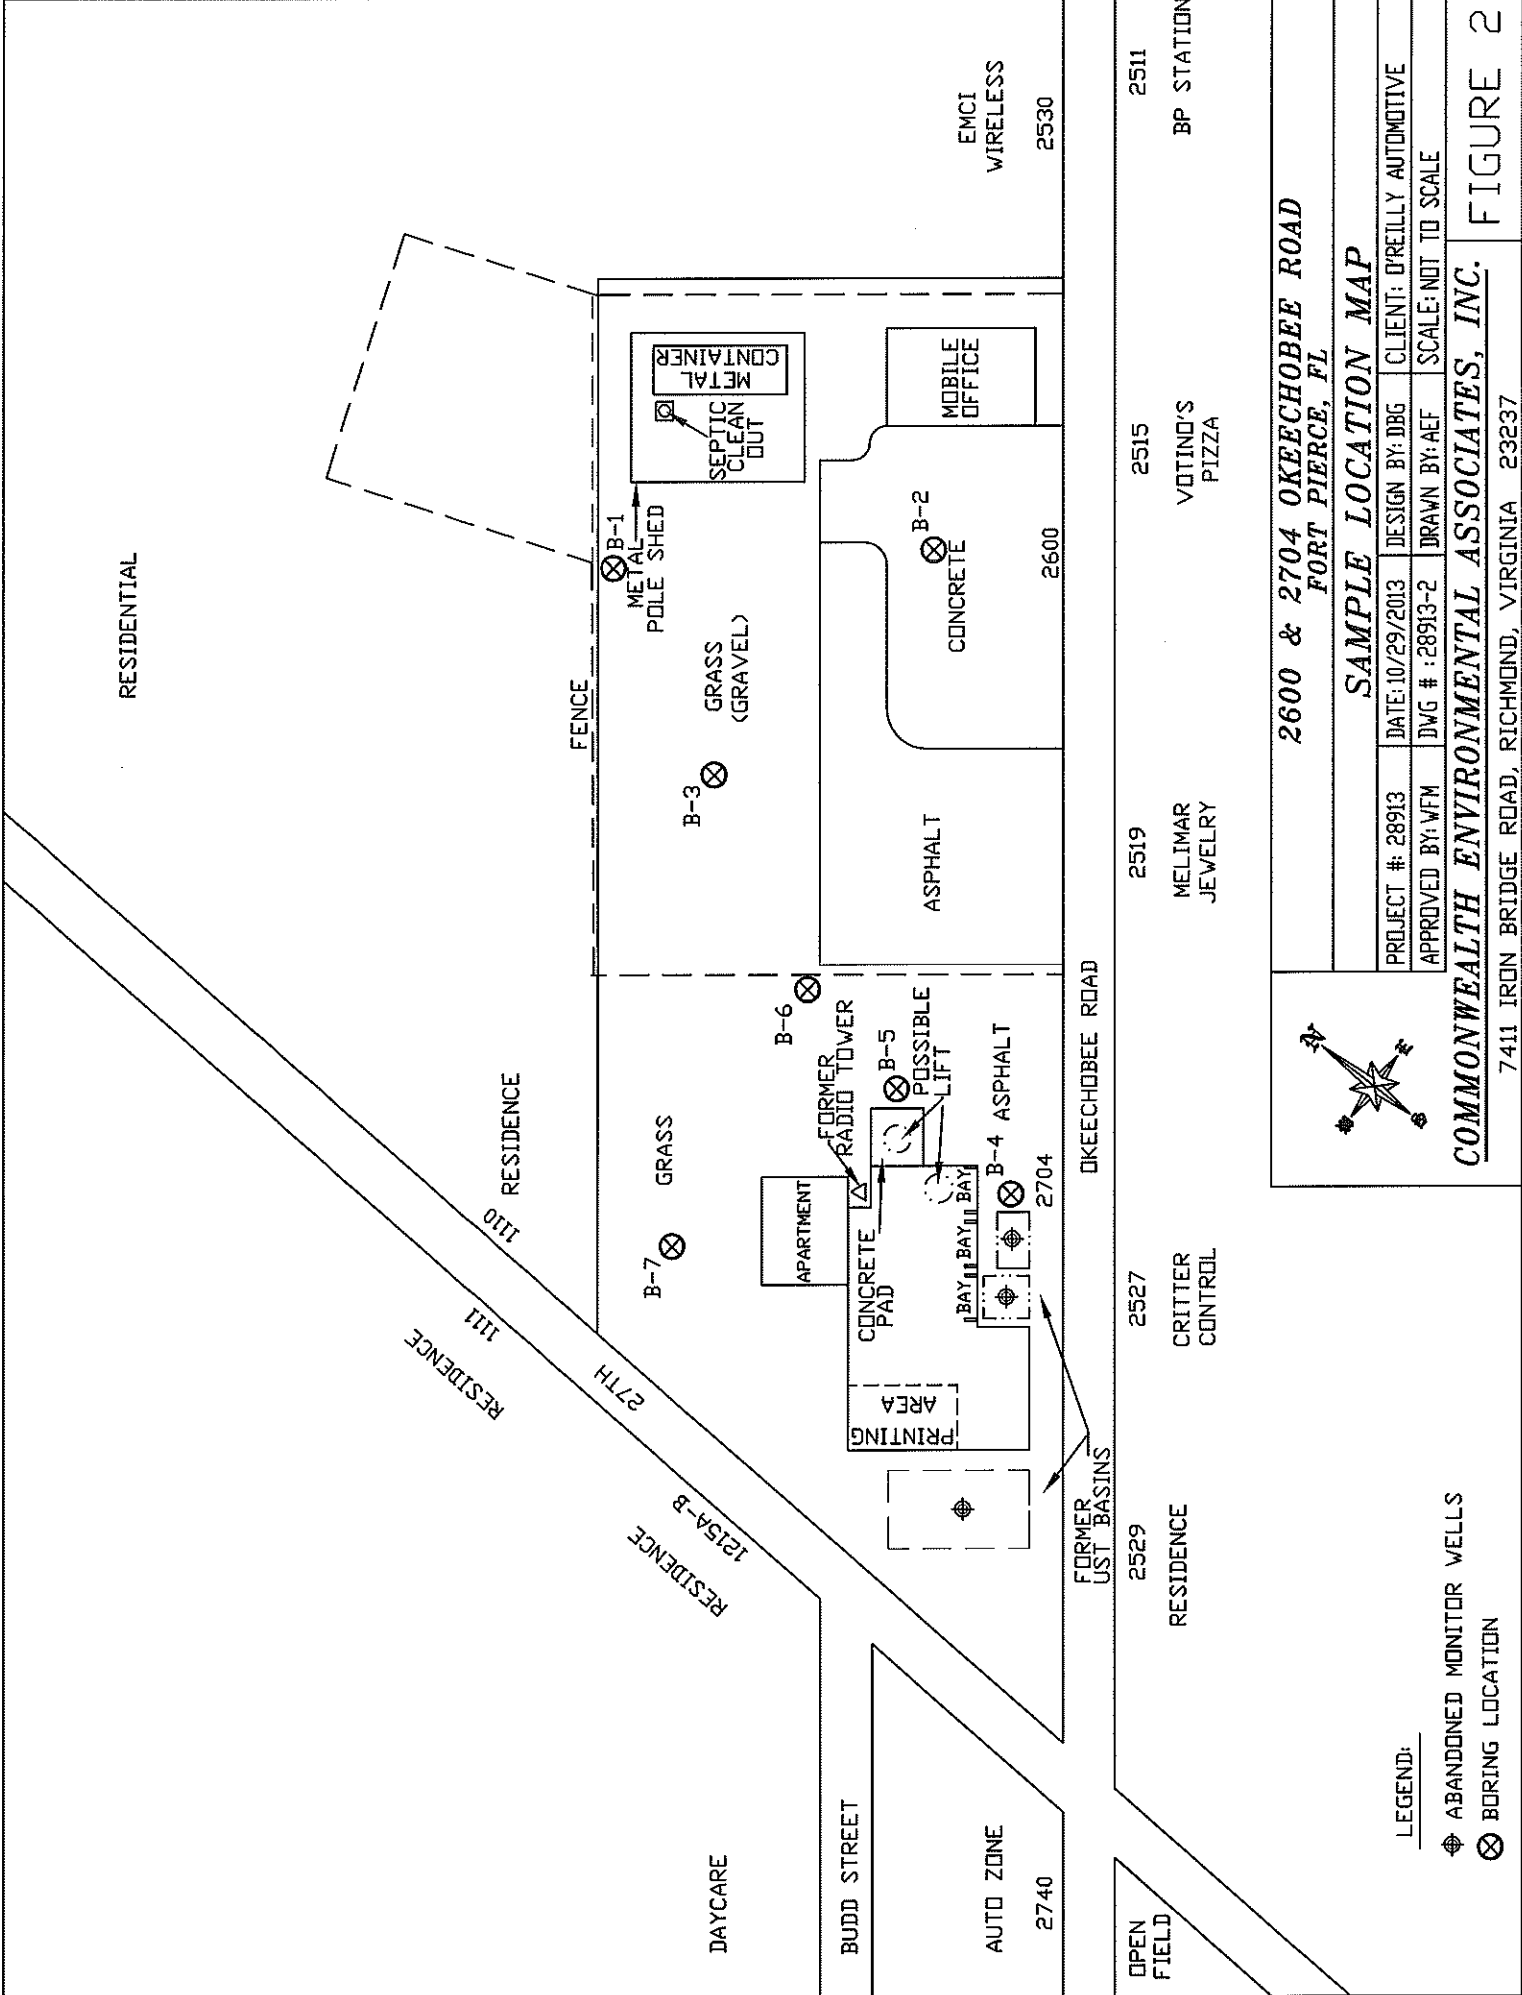 RESIDENTIAL
FENCE
RESIDENCE
1110
1111
RESIDENCE
27TH
1215A-B
RESIDENCE
DAYCARE
BUDD STREET
AUTO ZONE
2740
OPEN
FIELD
B-7
GRASS
APARTMENT
B-6
FORMER
RADIO TOWER
B-5
POSSIBLE
LIFT
CONCRETE
PAD
BAY
BAY
BAY
B-4
ASPHALT
2704
PRINTING
AREA
FORMER
UST BASINS
B-3
GRASS
(GRAVEL)
B-1
METAL
POLE SHED
SEPTIC
CLEAN
OUT
METAL
CONTAINER
ASPHALT
CONCRETE
B-2
MOBILE
OFFICE
2600
EMCI
WIRELESS
2530
OKEECHOBEE ROAD
2529
RESIDENCE
2527
CRITTER
CONTROL
2519
MELIMAR
JEWELRY
2515
VOTINO'S
PIZZA
2511
BP STATION
LEGEND:
ABANDONED MONITOR WELLS
BORING LOCATION
N
E
S
W
2600 & 2704 OKEECHOBEE ROAD
FORT PIERCE, FL
SAMPLE LOCATION MAP
PROJECT #: 28913 DATE: 10/29/2013 DESIGN BY: DBG CLIENT: O'REILLY AUTOMOTIVE
APPROVED BY: WFM DWG # :28913-2 DRAWN BY: AEF SCALE: NOT TO SCALE
COMMONWEALTH ENVIRONMENTAL ASSOCIATES, INC.
7411 IRON BRIDGE ROAD, RICHMOND, VIRGINIA 23237
FIGURE 2